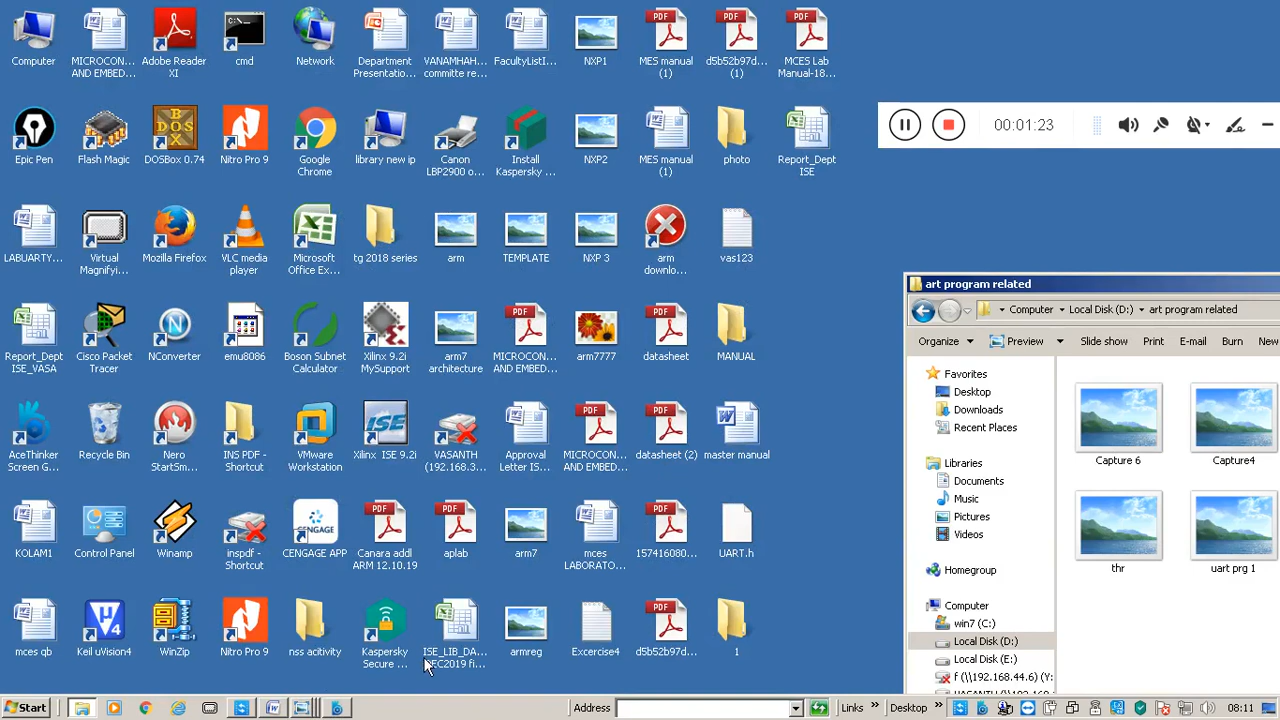 Computer
MICROCON...
AND EMBED...
Adobe Reader
XI
cmd
Network
Department
Presentatio...
VANAMHAH...
committe re...
FacultyListI...
NXP1
MES manual
(1)
d5b52b97d...
(1)
MCES Lab
Manual-18...
Epic Pen
Flash Magic
DOSBox 0.74
Nitro Pro 9
Google
Chrome
library new ip
Canon
LBP2900 o...
Install
Kaspersky ...
NXP2
MES manual
(1)
photo
Report_Dept
ISE
00:01:23
LABUARTY...
Virtual
Magnifyi...
Mozilla Firefox
VLC media
player
Microsoft
Office Ex...
tg 2018 series
arm
TEMPLATE
NXP 3
arm
downlo...
vas123
Report_Dept
ISE_VASA
Cisco Packet
Tracer
NConverter
emu8086
Boson Subnet
Calculator
Xilinx 9.2i
MySupport
arm7
architecture
MICROCON...
AND EMBED...
arm7777
datasheet
MANUAL
AceThinker
Screen G...
Recycle Bin
Nero
StartSm...
INS PDF -
Shortcut
VMware
Workstation
Xilinx ISE 9.2i
VASANTH
(192.168.3...
Approval
Letter IS...
MICROCON...
AND EMBED...
datasheet (2)
master manual
KOLAM1
Control Panel
Winamp
inspdf -
Shortcut
CENGAGE APP
Canara addl
ARM 12.10.19
aplab
arm7
mces
LABORATO...
157416080...
UART.h
mces qb
Keil uVision4
WinZip
Nitro Pro 9
nss acitivity
Kaspersky
Secure ...
ISE_LIB_DA...
EC2019 fi...
armreg
Excercise4
d5b52b97d...
1
art program related
Computer Local Disk (D:) art program related
Organize Preview Slide show Print E-mail Burn New
Favorites
Desktop
Downloads
Recent Places
Libraries
Documents
Music
Pictures
Videos
Homegroup
Computer
win7 (C:)
Local Disk (D:)
Local Disk (E:)
f (\\192.168.44.6) (Y:
Capture 6
Capture4
thr
uart prg 1
Start
Address
Links »
Desktop »
08:11